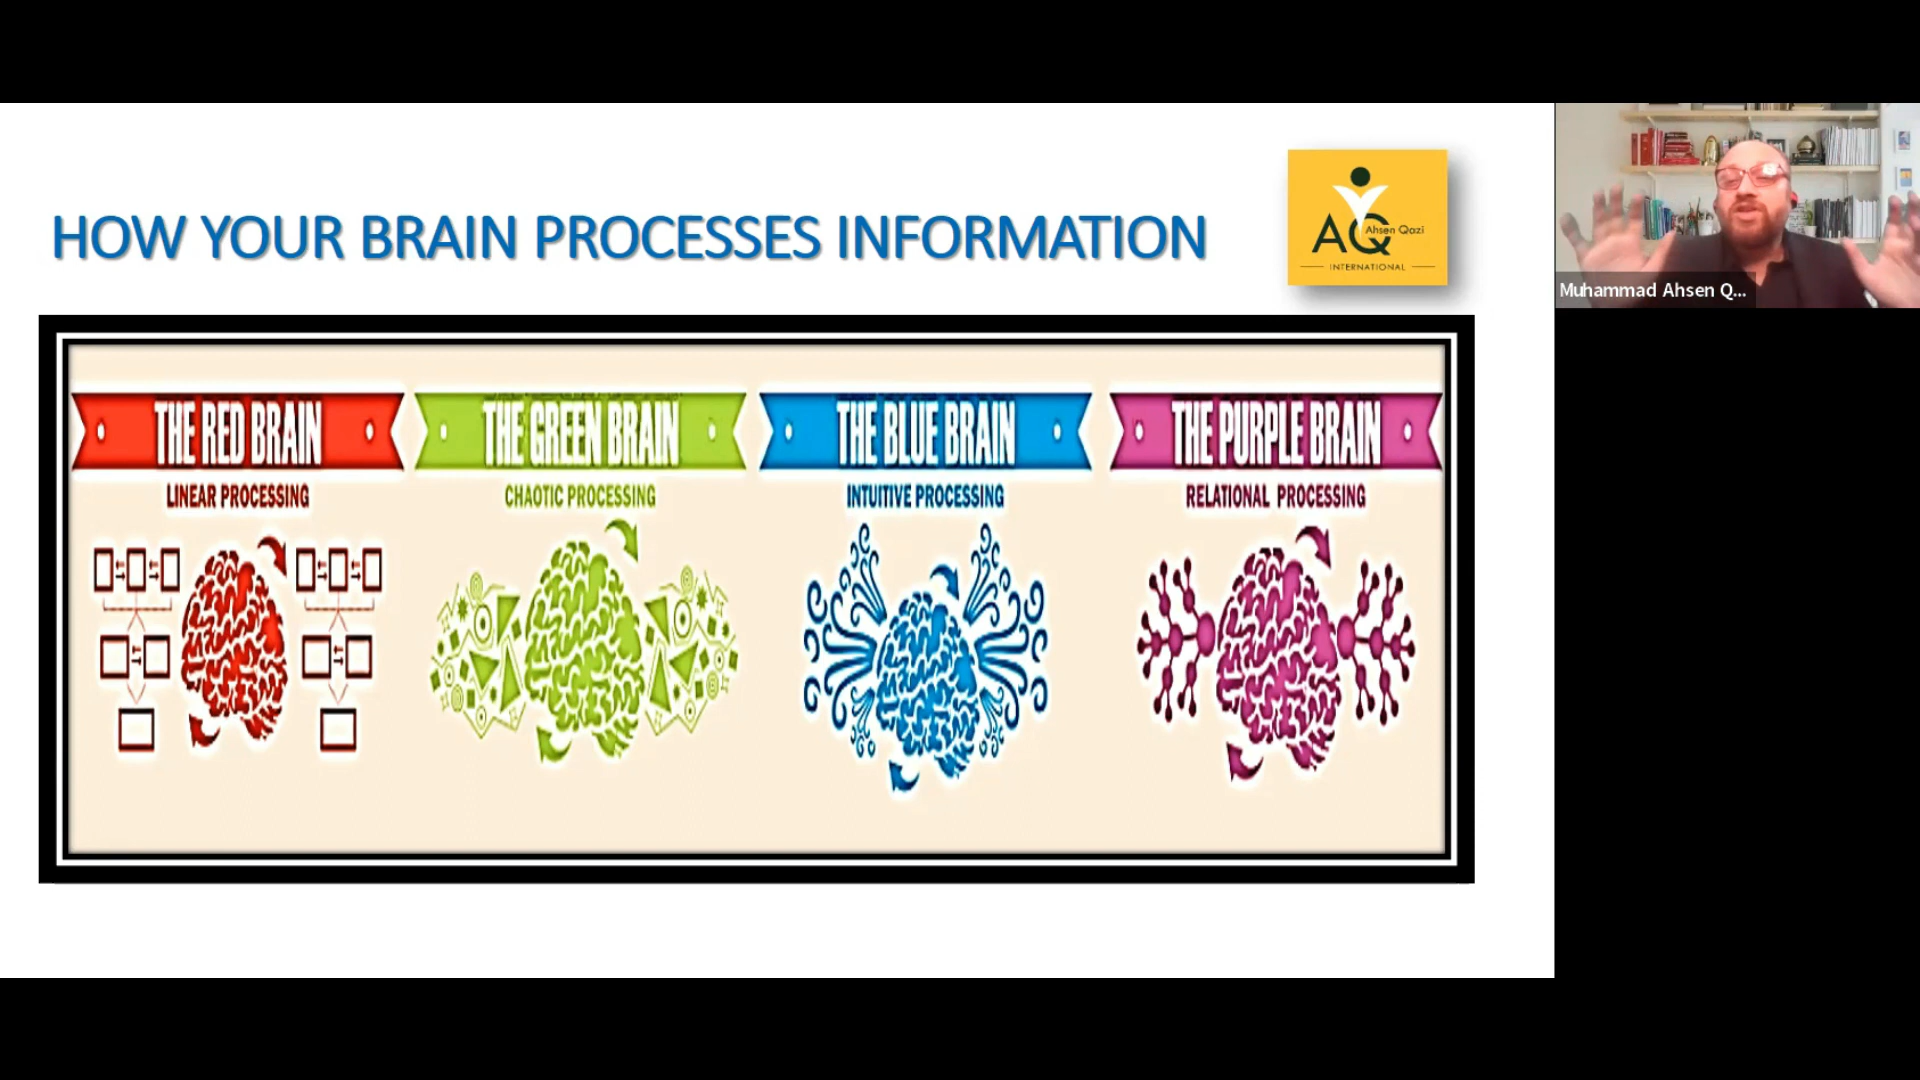 HOW YOUR BRAIN PROCESSES INFORMATION
AQ
Ahsen Qazi
INTERNATIONAL
Muhammad Ahsen Q...
THE RED BRAIN
THE GREEN BRAIN
THE BLUE BRAIN
THE PURPLE BRAIN
LINEAR PROCESSING
CHAOTIC PROCESSING
INTUITIVE PROCESSING
RELATIONAL PROCESSING